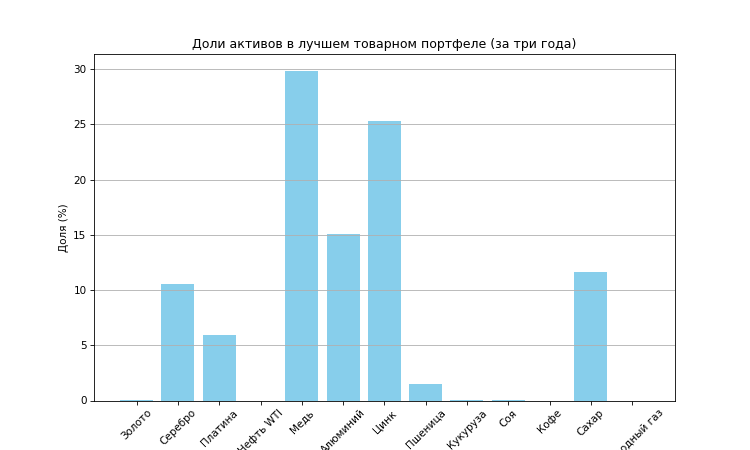 Доли активов в лучшем товарном портфеле (за три года)
Доля (%)
30
25
20
15
10
5
0
Золото
Серебро
Платина
Нефть WTI
Медь
Алюминий
Цинк
Пшеница
Кукуруза
Соя
Кофе
Сахар
газ